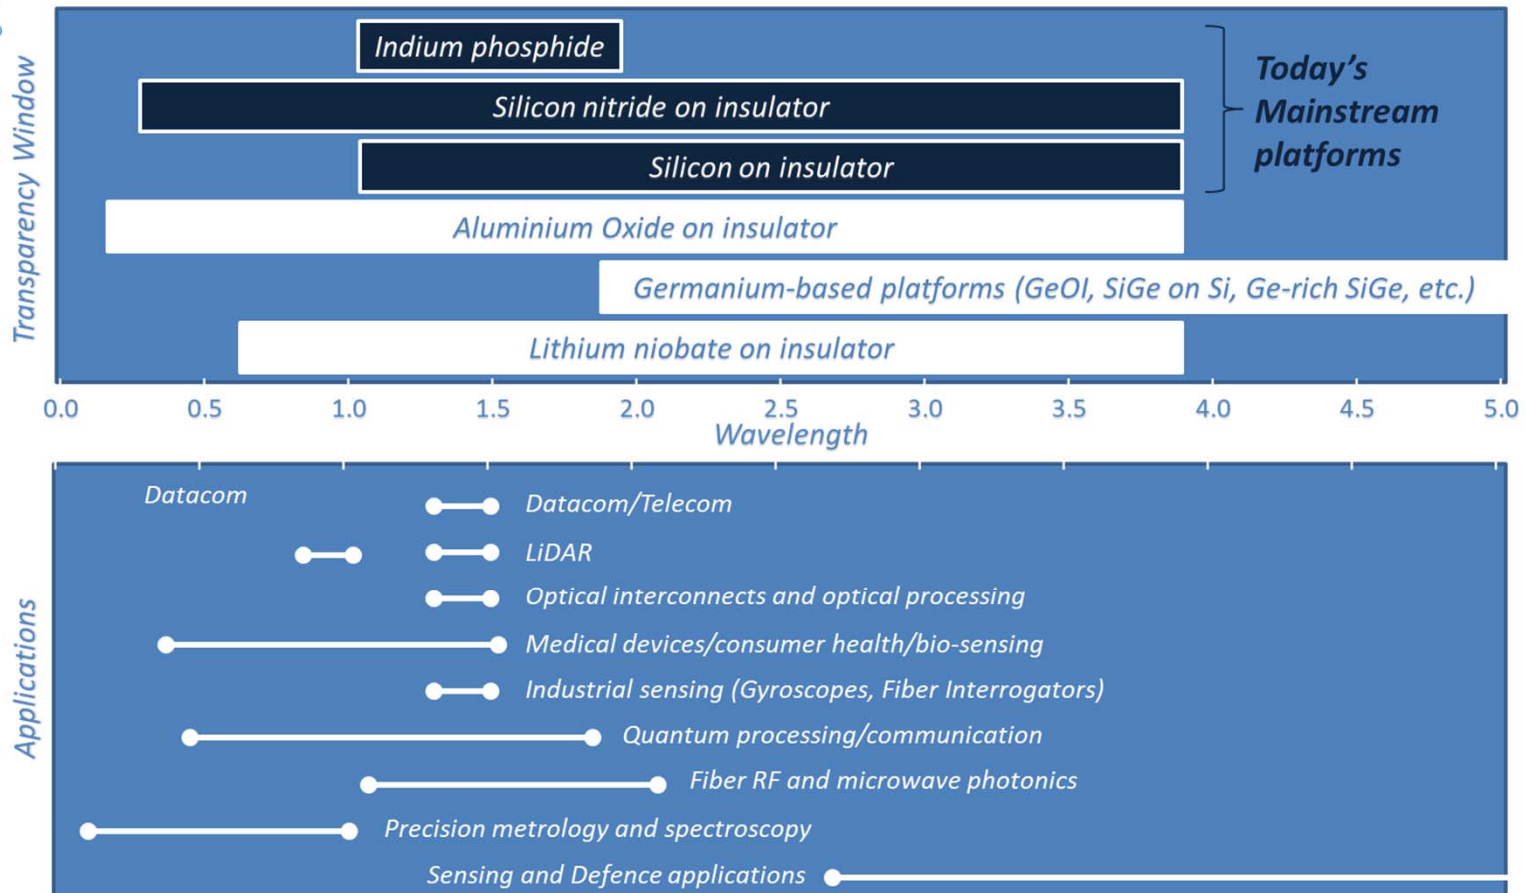 Transparency Window
Indium phosphide
Silicon nitride on insulator
Silicon on insulator
Today's
Mainstream
platforms
Aluminium Oxide on insulator
Germanium-based platforms (GeOI, SiGe on Si, Ge-rich SiGe, etc.)
Lithium niobate on insulator
0.0 0.5 1.0 1.5 2.0 2.5 3.0 3.5 4.0 4.5 5.0
Wavelength
Applications
Datacom
Datacom/Telecom
LiDAR
Optical interconnects and optical processing
Medical devices/consumer health/bio-sensing
Industrial sensing (Gyroscopes, Fiber Interrogators)
Quantum processing/communication
Fiber RF and microwave photonics
Precision metrology and spectroscopy
Sensing and Defence applications